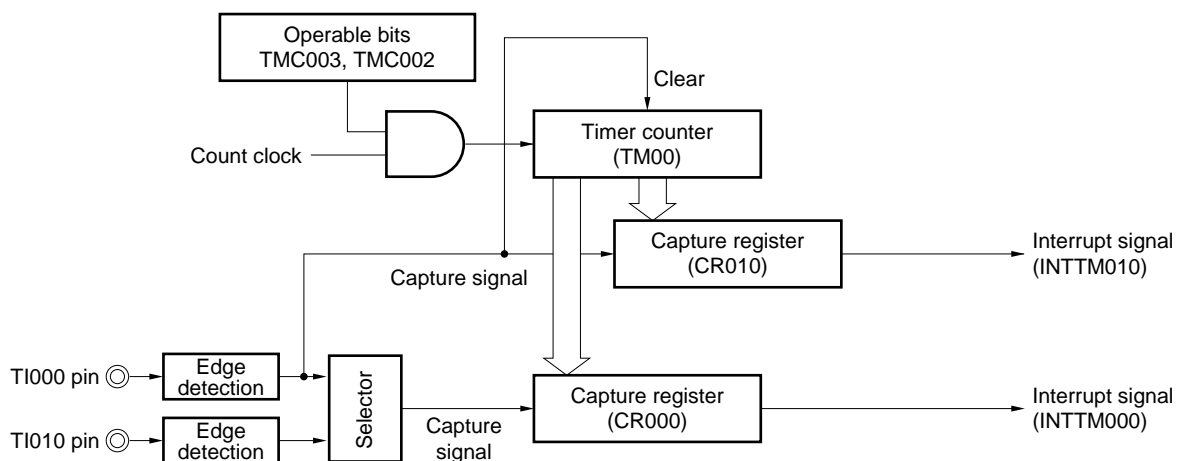 Operable bits
TMC003, TMC002
Clear
Timer counter
(TM00)
Count clock
Capture register
(CR010)
Interrupt signal
(INTTM010)
Capture signal
TI000 pin
Edge
detection
Selector
Capture register
(CR000)
Interrupt signal
(INTTM000)
TI010 pin
Edge
detection
Capture
signal